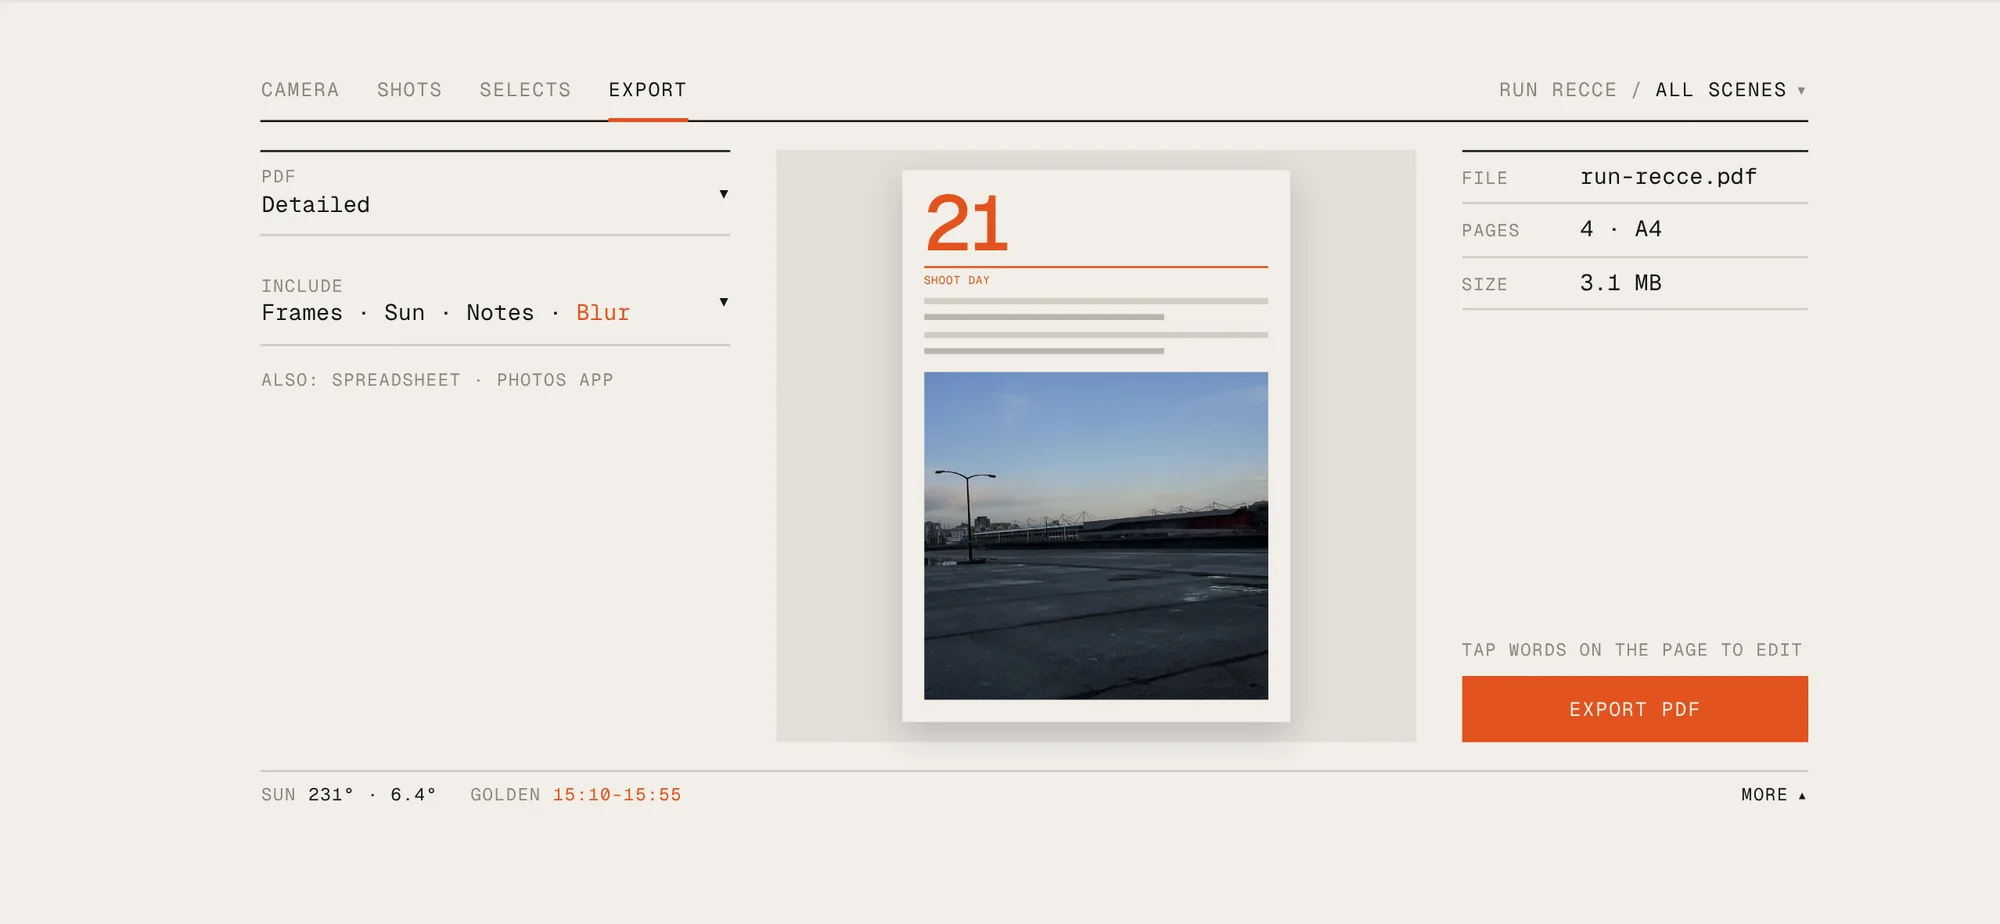 CAMERA SHOTS SELECTS EXPORT
RUN RECCE / ALL SCENES ▼
PDF
Detailed ▼
INCLUDE
Frames · Sun · Notes · Blur ▼
ALSO: SPREADSHEET · PHOTOS APP
21
SHOOT DAY
FILE run-recce.pdf
PAGES 4 · A4
SIZE 3.1 MB
TAP WORDS ON THE PAGE TO EDIT
EXPORT PDF
SUN 231° · 6.4° GOLDEN 15:10-15:55
MORE ▲